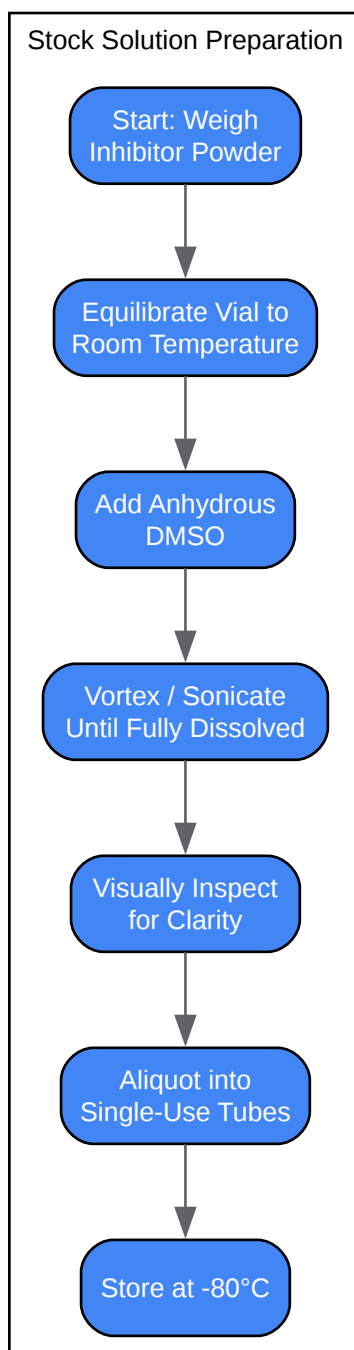 Stock Solution Preparation
Start: Weigh
Inhibitor Powder
Equilibrate Vial to
Room Temperature
Add Anhydrous
DMSO
Vortex / Sonicate
Until Fully Dissolved
Visually Inspect
for Clarity
Aliquot into
Single-Use Tubes
Store at -80°C